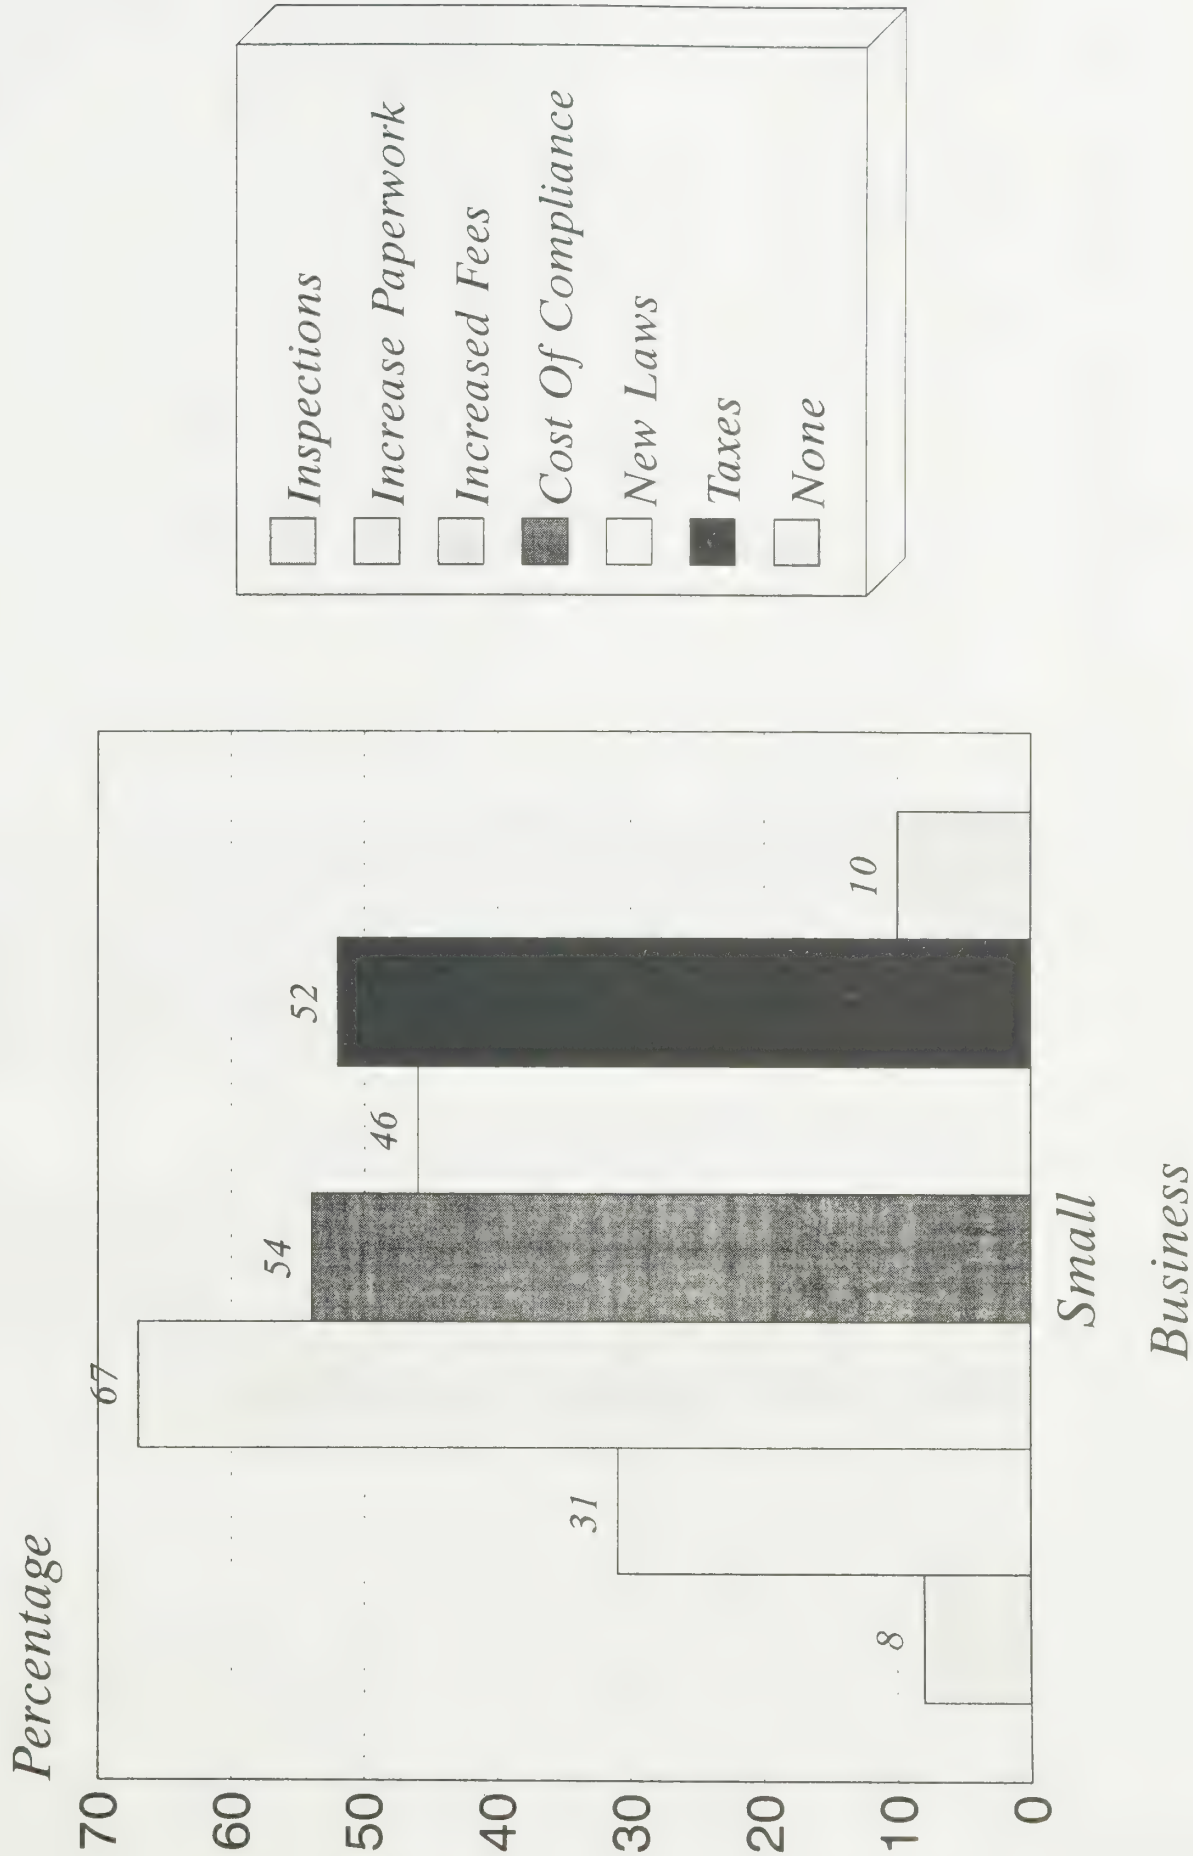 Percentage
70
60
50
40
30
20
10
0
8
31
67
54
46
52
10
Small
Business
Inspections
Increase Paperwork
Increased Fees
Cost Of Compliance
New Laws
Taxes
None